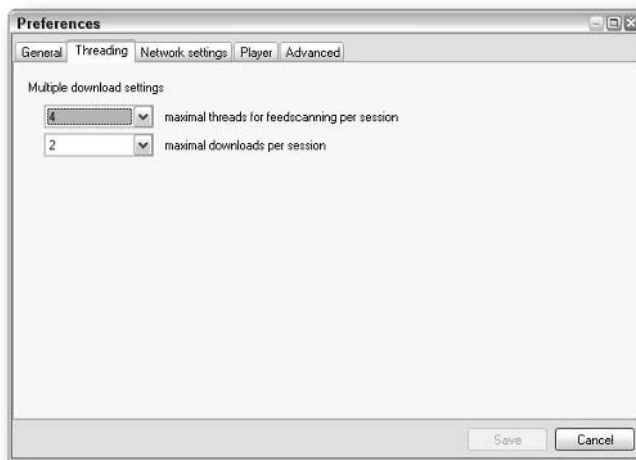 Preferences
General Threading Network settings Player Advanced
Multiple download settings
4 maximal threads for feedscanning per session
2 maximal downloads per session
Save Cancel